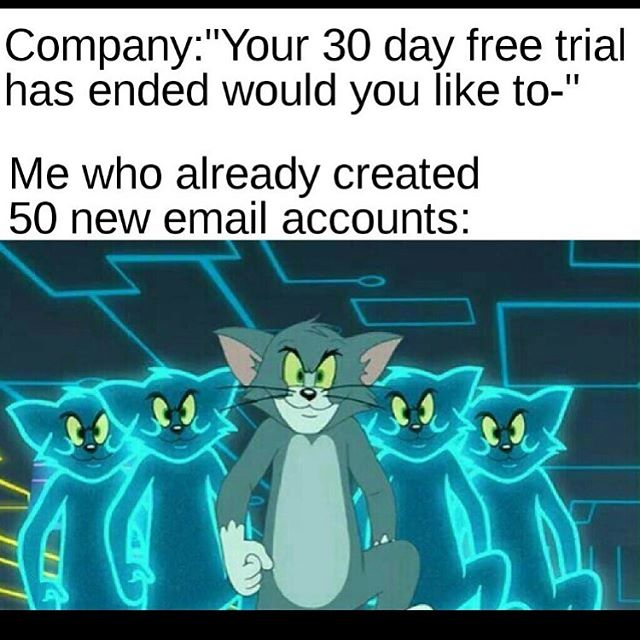 Company:"Your 30 day free trial
has ended would you like to-"
Me who already created
50 new email accounts: